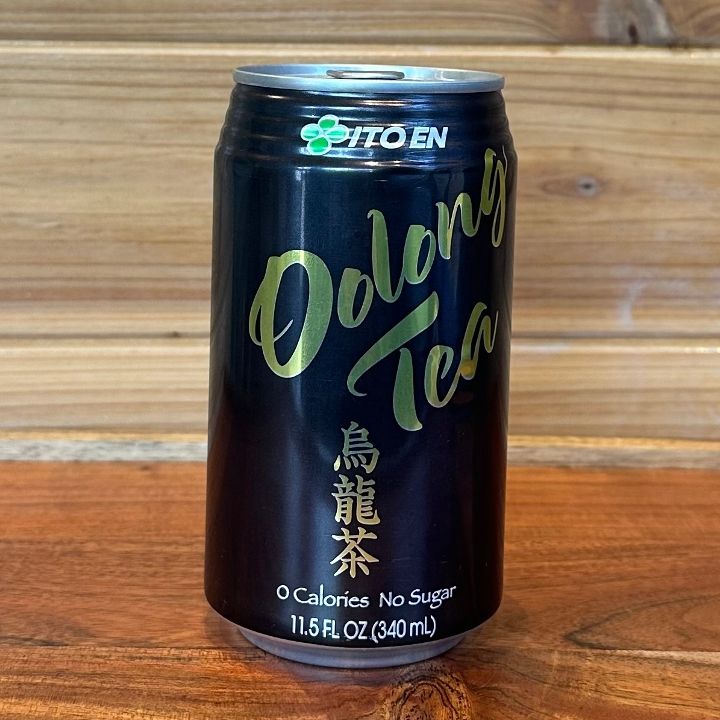 ITO EN
Oolong
Tea
烏龍茶
0 Calories No Sugar
11.5 FL OZ (340 mL)